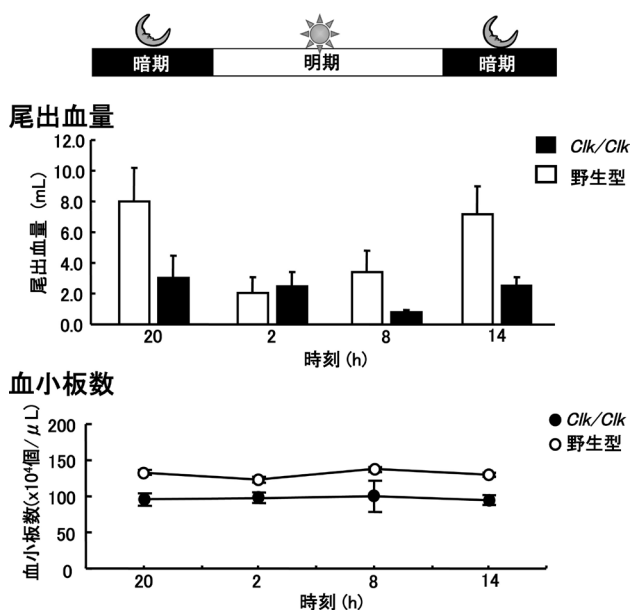 暗期 明期 暗期
尾出血量
12.0
10.0
8.0
6.0
4.0
2.0
0.0
尾出血量 (mL)
Clk/Clk
野生型
20 2 8 14
時刻 (h)
血小板数
200
150
100
50
0
血小板数(x10⁴個/μL)
Clk/Clk
野生型
20 2 8 14
時刻 (h)